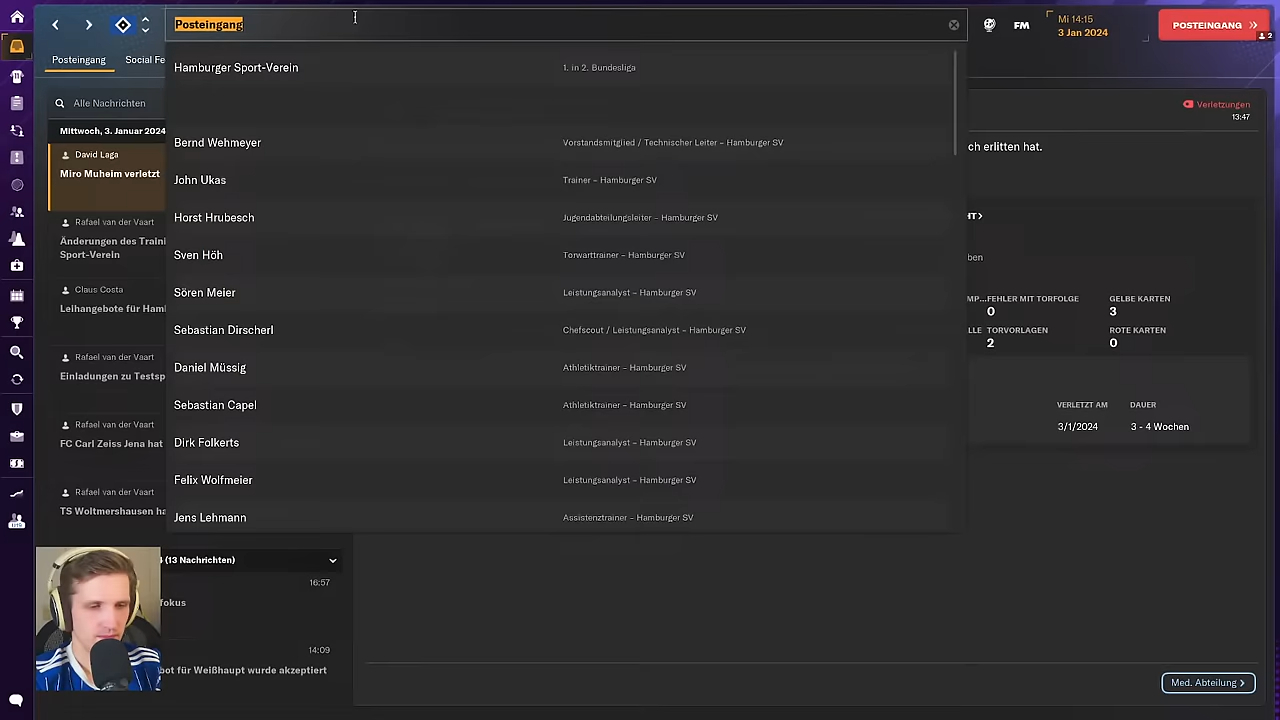 Posteingang
FM
Mi 14:15
3 Jan 2024
POSTEINGANG
2
Posteingang
Social Fe
Hamburger Sport-Verein
1. in 2. Bundesliga
Alle Nachrichten
Verletzungen
13:47
Mittwoch, 3. Januar 2024
Bernd Wehmeyer
Vorstandsmitglied / Technischer Leiter – Hamburger SV
ch erlitten hat.
David Laga
Miro Muheim verletzt
John Ukas
Trainer – Hamburger SV
Horst Hrubesch
Jugendabteilungsleiter – Hamburger SV
HT>
Rafael van der Vaart
Änderungen des Traini
Sport-Verein
Sven Höh
Torwarttrainer – Hamburger SV
ben
Claus Costa
Leihangebote für Ham
Sören Meier
Leistungsanalyst – Hamburger SV
MP...FEHLER MIT TORFOLGE
0
GELBE KARTEN
3
Sebastian Dirscherl
Chefscout / Leistungsanalyst – Hamburger SV
LLE TORVORLAGEN
2
ROTE KARTEN
0
Rafael van der Vaart
Einladungen zu Testsp
Daniel Müssig
Athletiktrainer – Hamburger SV
Sebastian Capel
Athletiktrainer – Hamburger SV
VERLETZT AM
DAUER
3/1/2024
3 - 4 Wochen
Rafael van der Vaart
FC Carl Zeiss Jena hat
Dirk Folkerts
Leistungsanalyst – Hamburger SV
Felix Wolfmeier
Leistungsanalyst – Hamburger SV
Rafael van der Vaart
TS Woltmershausen ha
Jens Lehmann
Assistenztrainer – Hamburger SV
(13 Nachrichten)
16:57
fokus
14:09
bot für Weißhaupt wurde akzeptiert
Med. Abteilung >